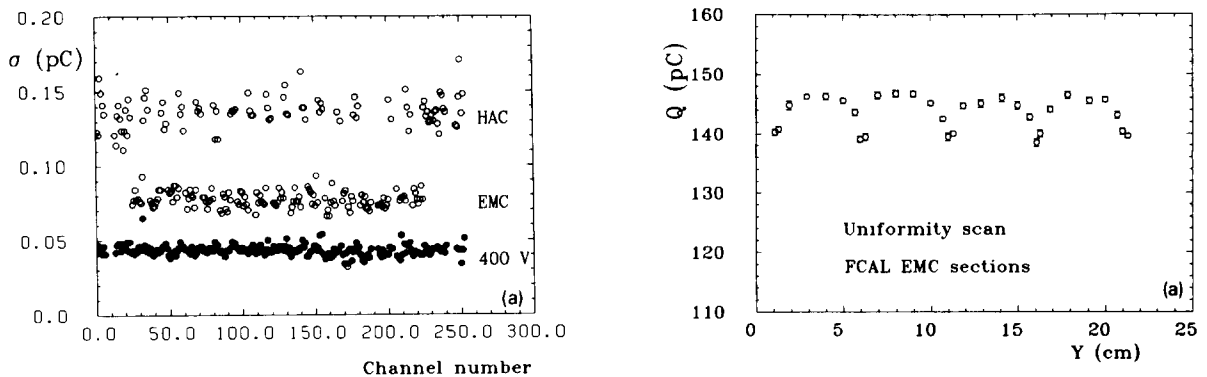 0.20
σ (pC)
0.15
HAC
0.10
EMC
0.05
400 V
(a)
0.0
0.0 50.0 100.0 150.0 200.0 250.0 300.0
Channel number
160
Q (pC)
150
140
130
120
Uniformity scan
FCAL EMC sections
(a)
110
0 5 10 15 20 25
Y (cm)